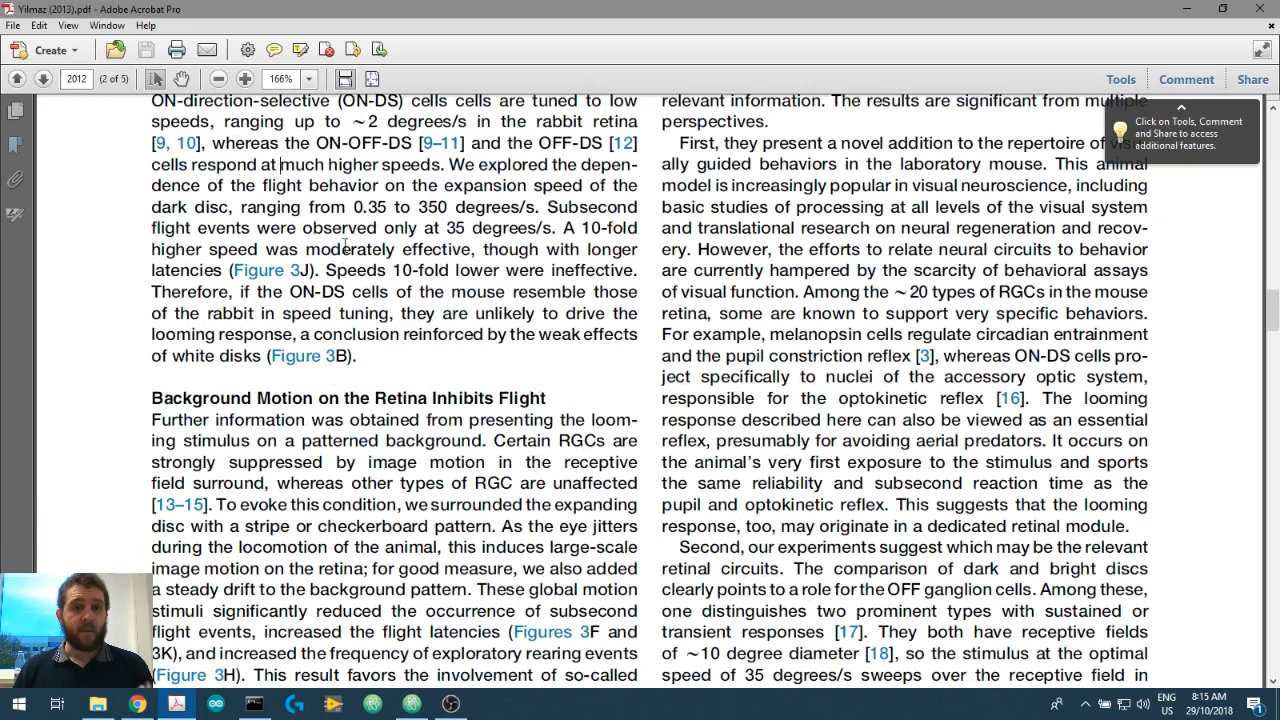 Yilmaz (2013).pdf - Adobe Acrobat Pro
File Edit View Window Help
Create
2012 (2 of 5) 166% Tools Comment Share
Click on Tools, Comment
and Share to access
additional features.
ON-direction-selective (ON-DS) cells cells are tuned to low
speeds, ranging up to ~2 degrees/s in the rabbit retina
[9, 10], whereas the ON-OFF-DS [9–11] and the OFF-DS [12]
cells respond at much higher speeds. We explored the depen-
dence of the flight behavior on the expansion speed of the
dark disc, ranging from 0.35 to 350 degrees/s. Subsecond
flight events were observed only at 35 degrees/s. A 10-fold
higher speed was moderately effective, though with longer
latencies (Figure 3J). Speeds 10-fold lower were ineffective.
Therefore, if the ON-DS cells of the mouse resemble those
of the rabbit in speed tuning, they are unlikely to drive the
looming response, a conclusion reinforced by the weak effects
of white disks (Figure 3B).
Background Motion on the Retina Inhibits Flight
Further information was obtained from presenting the loom-
ing stimulus on a patterned background. Certain RGCs are
strongly suppressed by image motion in the receptive
field surround, whereas other types of RGC are unaffected
[13–15]. To evoke this condition, we surrounded the expanding
disc with a stripe or checkerboard pattern. As the eye jitters
during the locomotion of the animal, this induces large-scale
image motion on the retina; for good measure, we also added
a steady drift to the background pattern. These global motion
stimuli significantly reduced the occurrence of subsecond
flight events, increased the flight latencies (Figures 3F and
3K), and increased the frequency of exploratory rearing events
(Figure 3H). This result favors the involvement of so-called
relevant information. The results are significant from multiple
perspectives.
First, they present a novel addition to the repertoire of
ally guided behaviors in the laboratory mouse. This animal
model is increasingly popular in visual neuroscience, including
basic studies of processing at all levels of the visual system
and translational research on neural regeneration and recov-
ery. However, the efforts to relate neural circuits to behavior
are currently hampered by the scarcity of behavioral assays
of visual function. Among the ~20 types of RGCs in the mouse
retina, some are known to support very specific behaviors.
For example, melanopsin cells regulate circadian entrainment
and the pupil constriction reflex [3], whereas ON-DS cells pro-
ject specifically to nuclei of the accessory optic system,
responsible for the optokinetic reflex [16]. The looming
response described here can also be viewed as an essential
reflex, presumably for avoiding aerial predators. It occurs on
the animal's very first exposure to the stimulus and sports
the same reliability and subsecond reaction time as the
pupil and optokinetic reflex. This suggests that the looming
response, too, may originate in a dedicated retinal module.
Second, our experiments suggest which may be the relevant
retinal circuits. The comparison of dark and bright discs
clearly points to a role for the OFF ganglion cells. Among these,
one distinguishes two prominent types with sustained or
transient responses [17]. They both have receptive fields
of ~10 degree diameter [18], so the stimulus at the optimal
speed of 35 degrees/s sweeps over the receptive field in
ENG
US
8:15 AM
29/10/2018